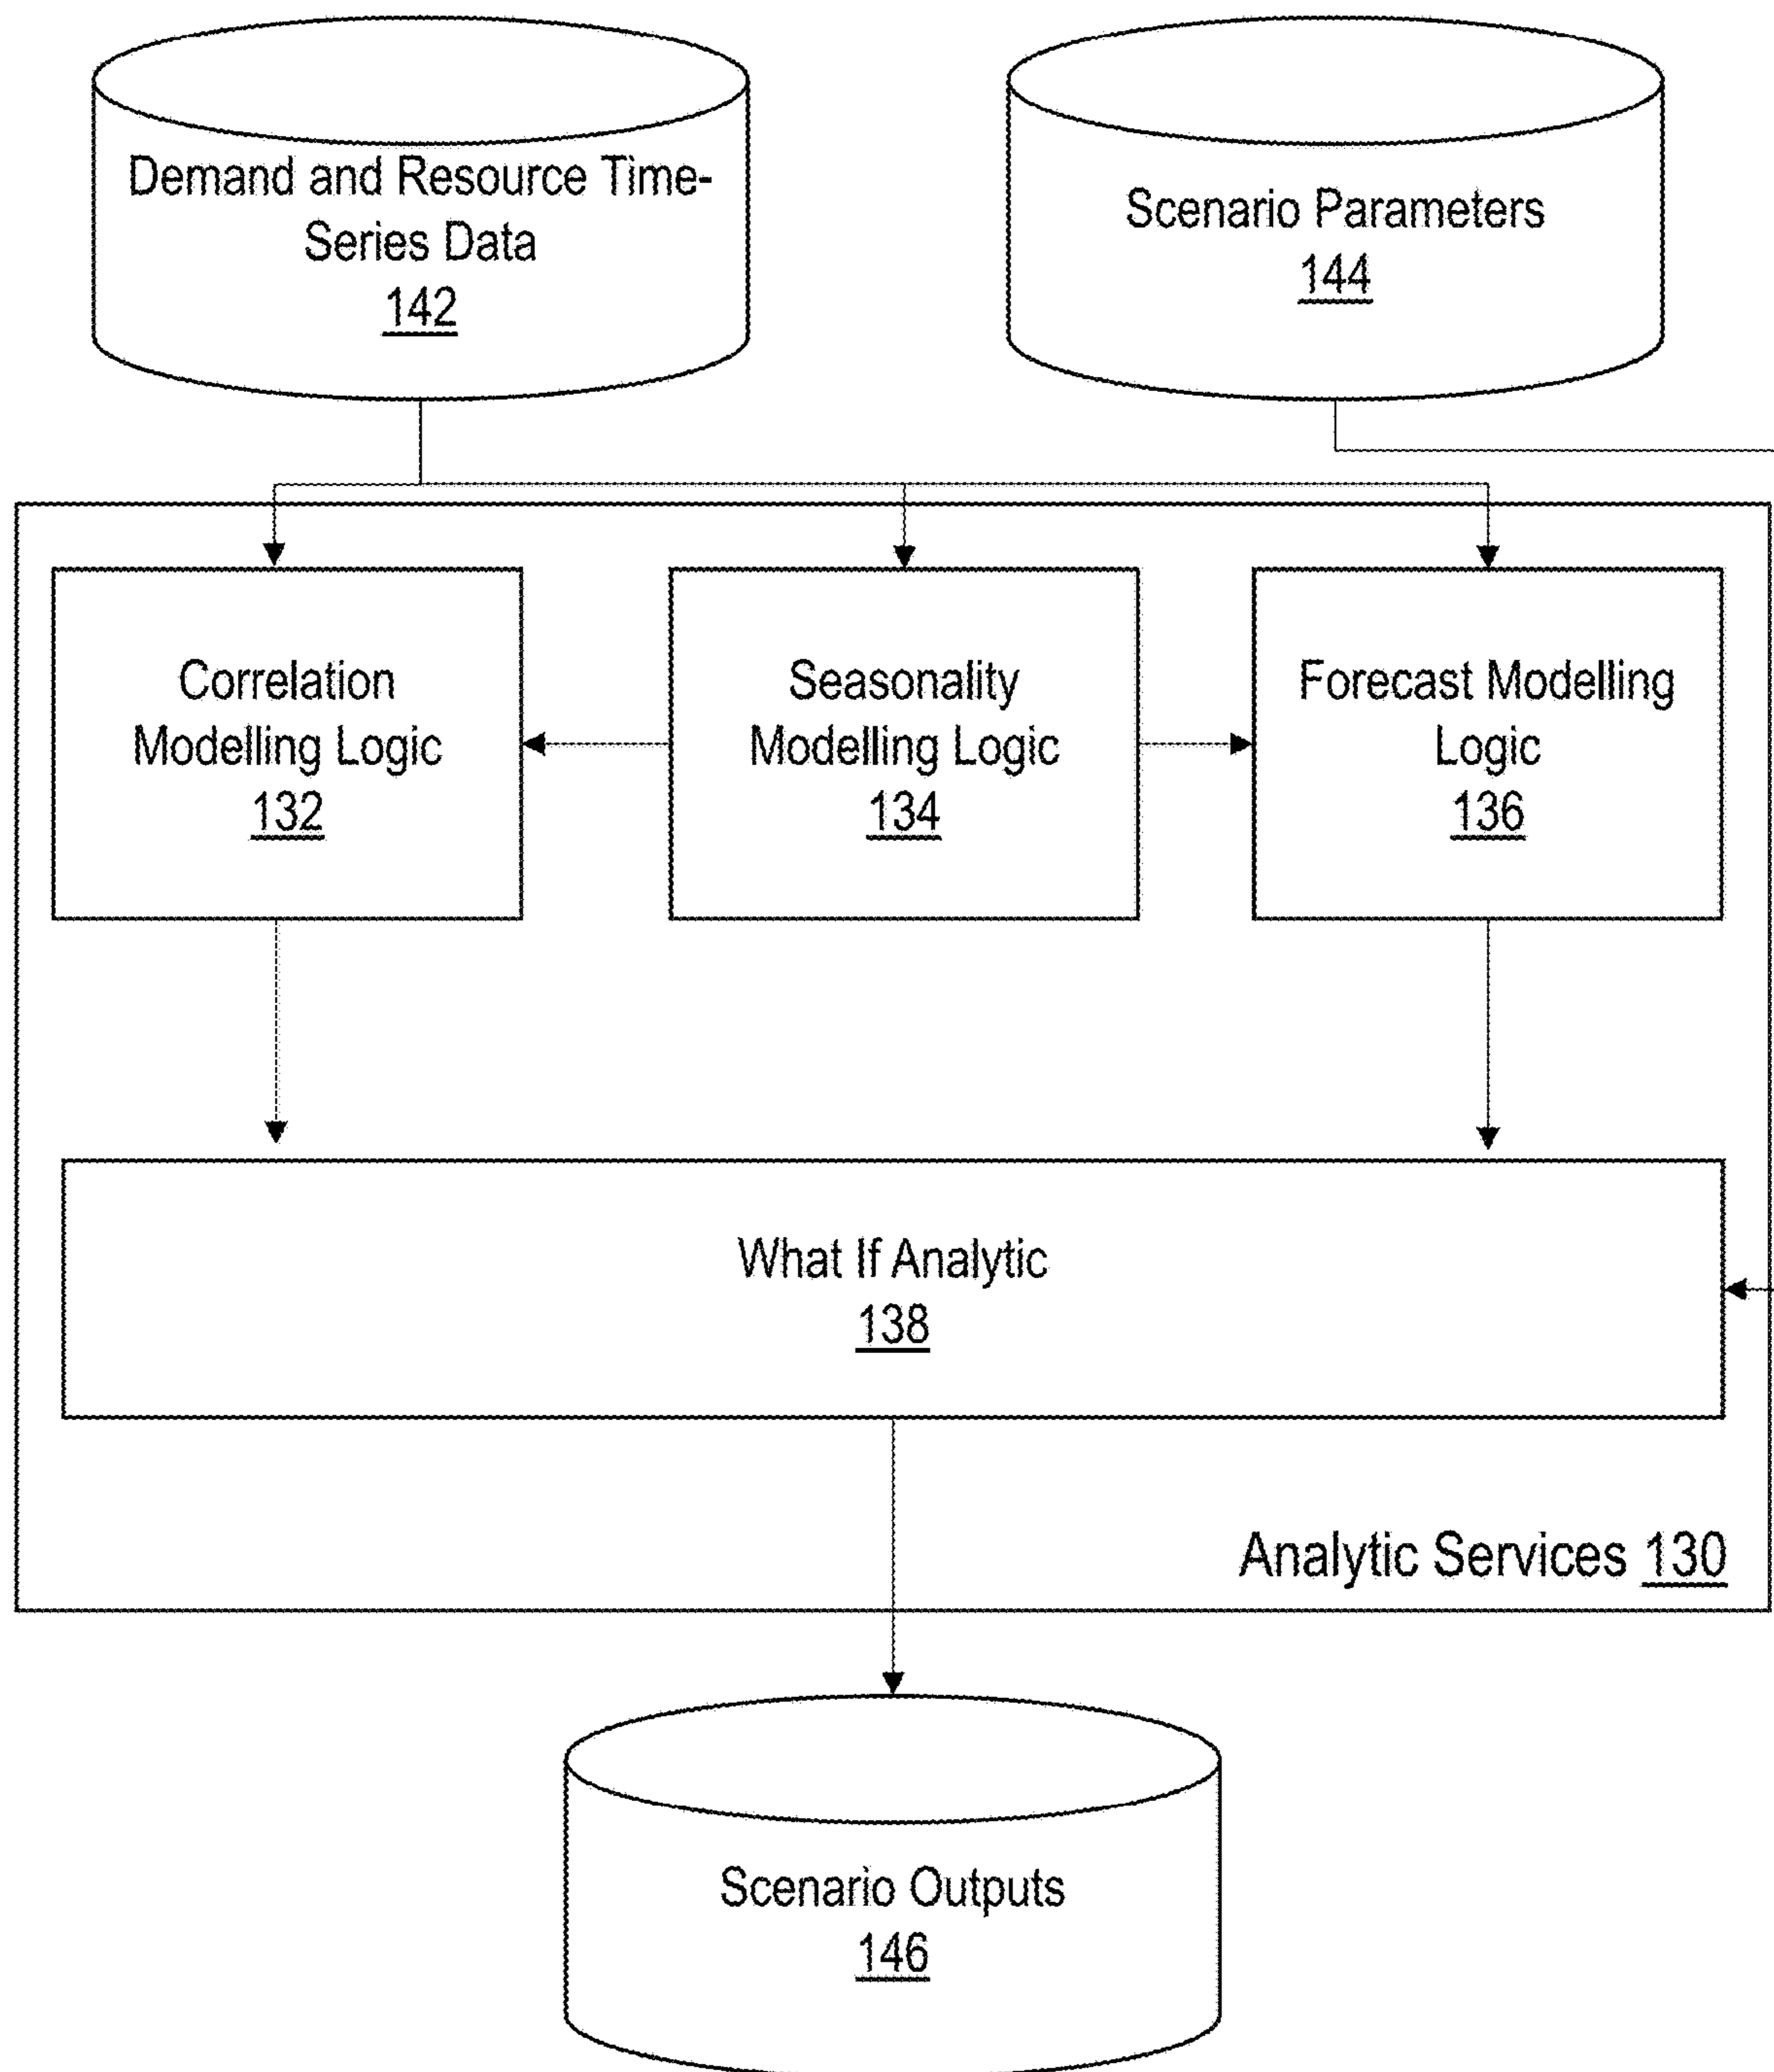 Demand and Resource Time-
Series Data
142
Scenario Parameters
144
Correlation
Modelling Logic
132
Seasonality
Modelling Logic
134
Forecast Modelling
Logic
136
What If Analytic
138
Analytic Services 130
Scenario Outputs
146